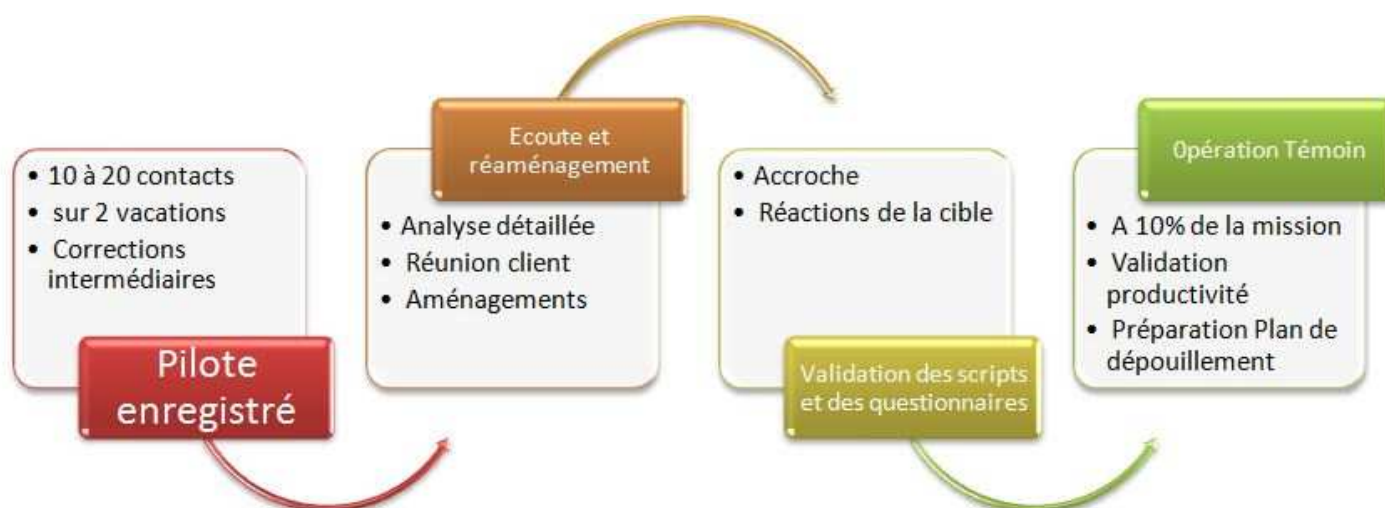 • 10 à 20 contacts
• sur 2 vacations
• Corrections
intermédiaires
Pilote
enregistré
Ecoute et
réaménagement
• Analyse détaillée
• Réunion client
• Aménagements
• Accroche
• Réactions de la cible
Validation des scripts
et des questionnaires
Opération Témoin
• A 10% de la mission
• Validation
productivité
• Préparation Plan de
dépouillement